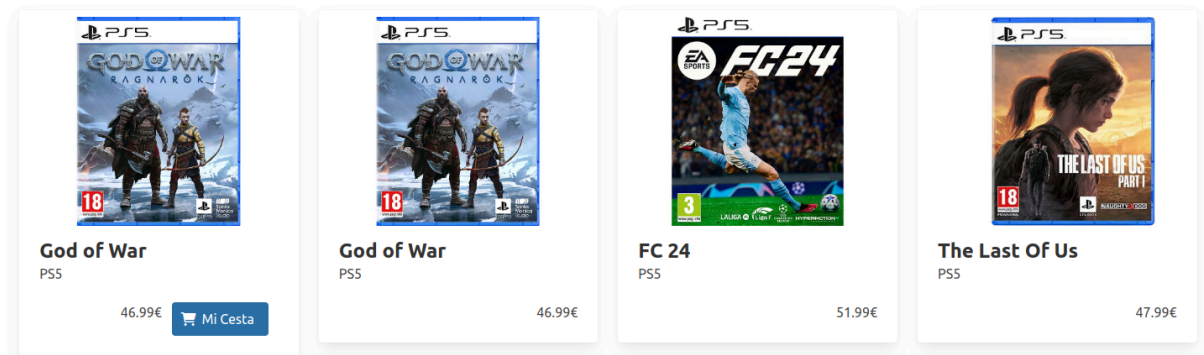 PS5
GOD OF WAR
RAGNARÖK
18
God of War
PS5
46.99€
Mi Cesta
PS5
GOD OF WAR
RAGNARÖK
18
God of War
PS5
46.99€
PS5
EA SPORTS FC24
3
LALIGA
HYPERMOTION
FC 24
PS5
51.99€
PS5
THE LAST OF US
PART I
18
NAUGHTY DOG
The Last Of Us
PS5
47.99€